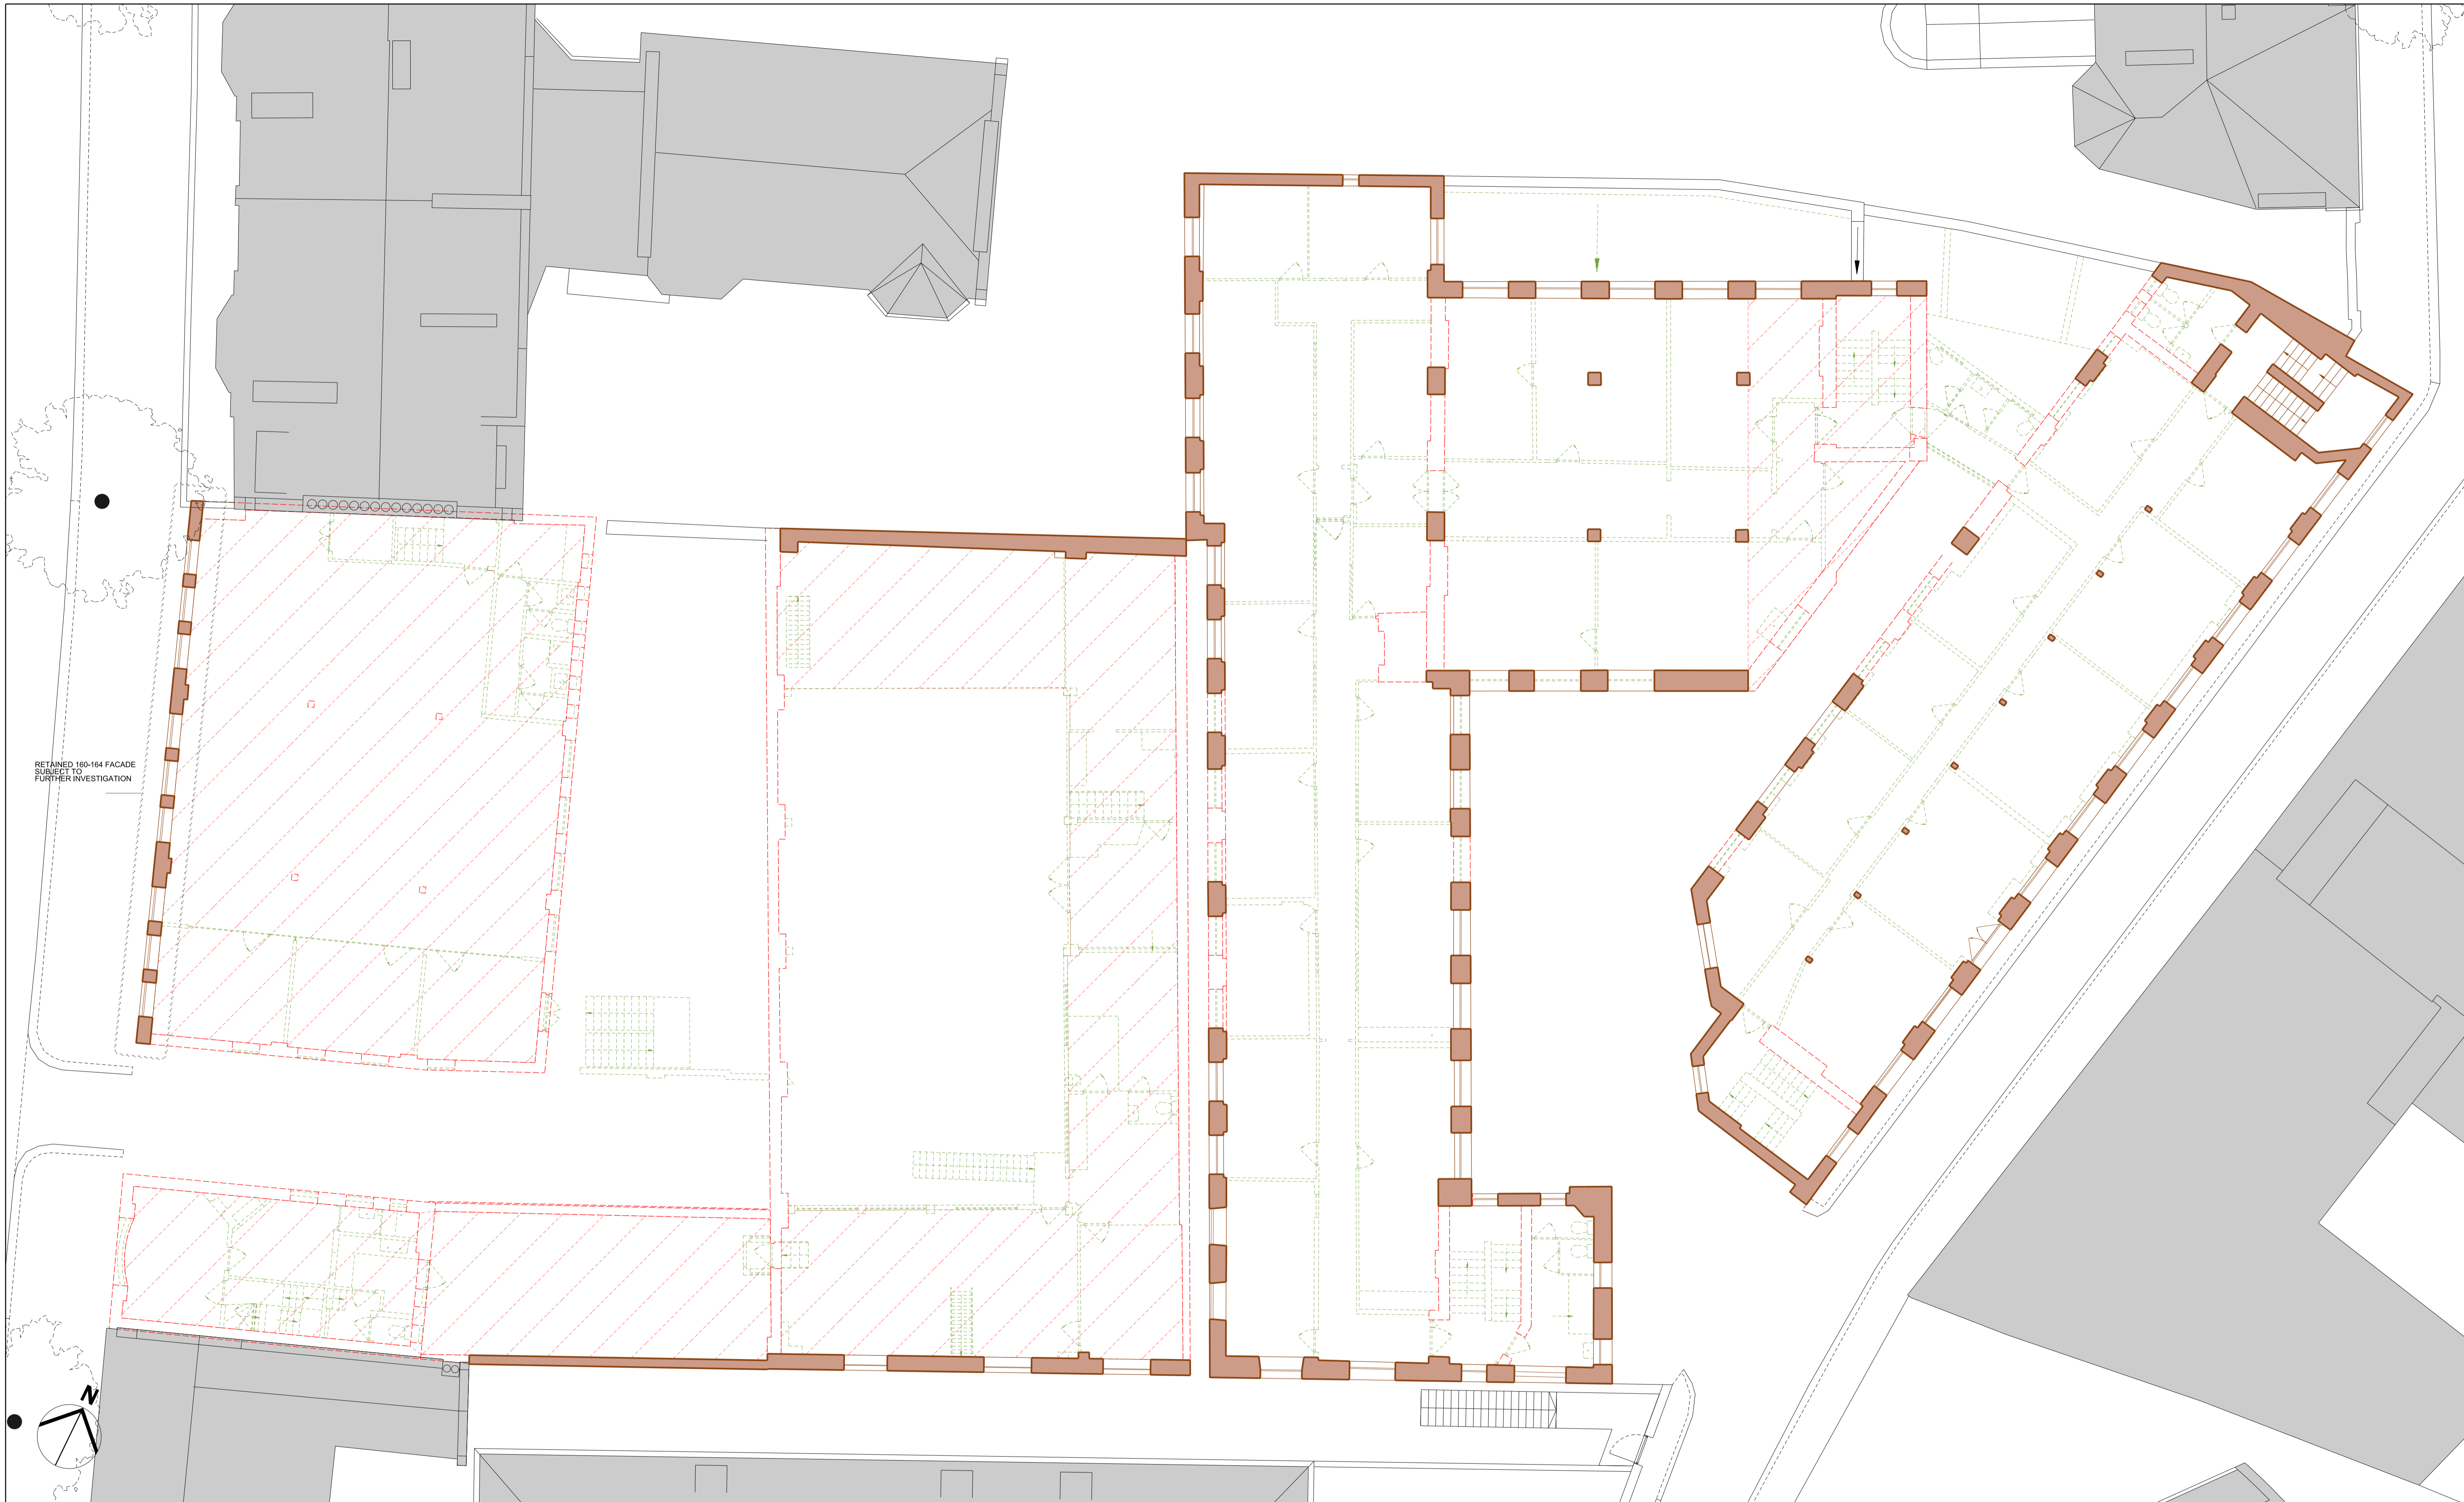 RETAINED 160-164 FACADE
SUBJECT TO
FURTHER INVESTIGATION
N